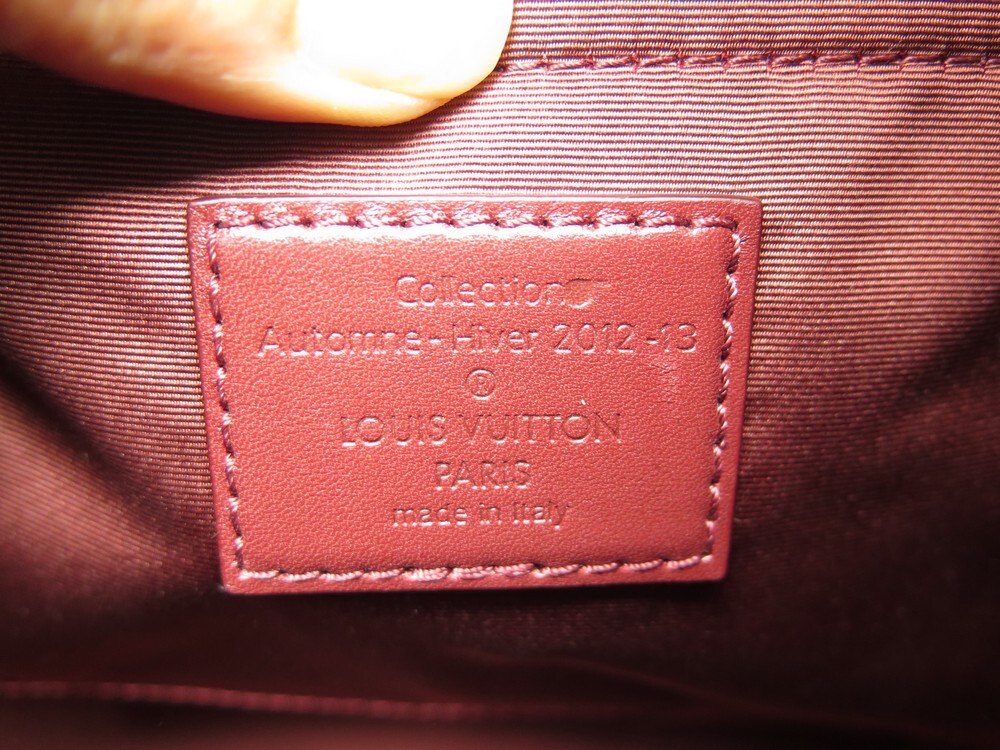 Collection
Automne-Hiver 2012-13
®
LOUIS VUITTON
PARIS
made in Italy